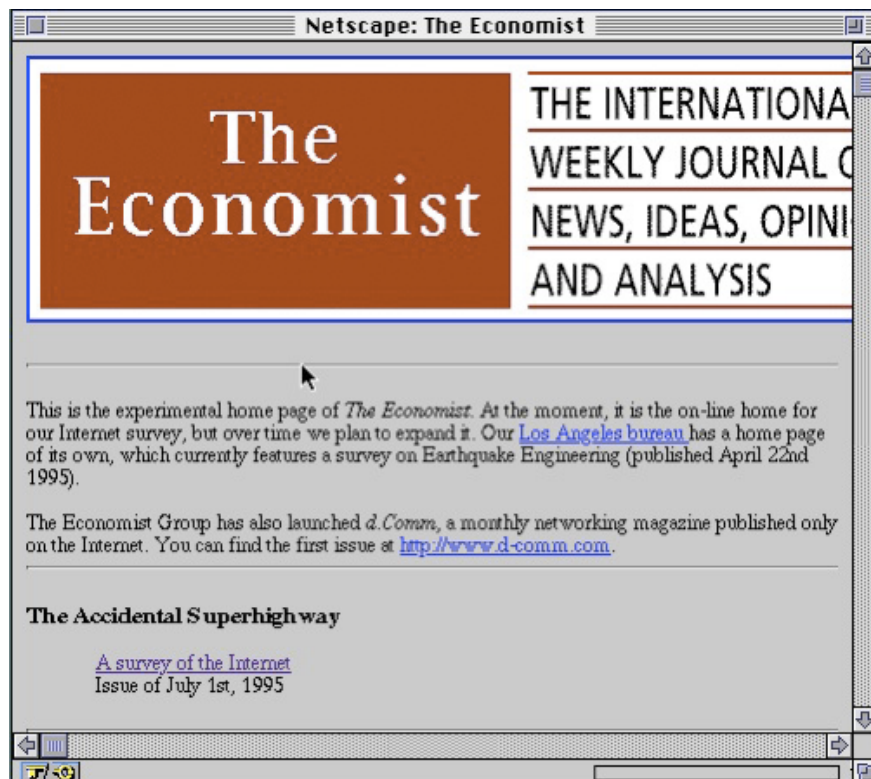 Netscape: The Economist
The
Economist
THE INTERNATIONA
WEEKLY JOURNAL O
NEWS, IDEAS, OPINI
AND ANALYSIS
This is the experimental home page of The Economist. At the moment, it is the on-line home for
our Internet survey, but over time we plan to expand it. Our Los Angeles bureau has a home page
of its own, which currently features a survey on Earthquake Engineering (published April 22nd
1995).
The Economist Group has also launched d.Comm, a monthly networking magazine published only
on the Internet. You can find the first issue at http://www.d-comm.com.
The Accidental Superhighway
A survey of the Internet
Issue of July 1st, 1995